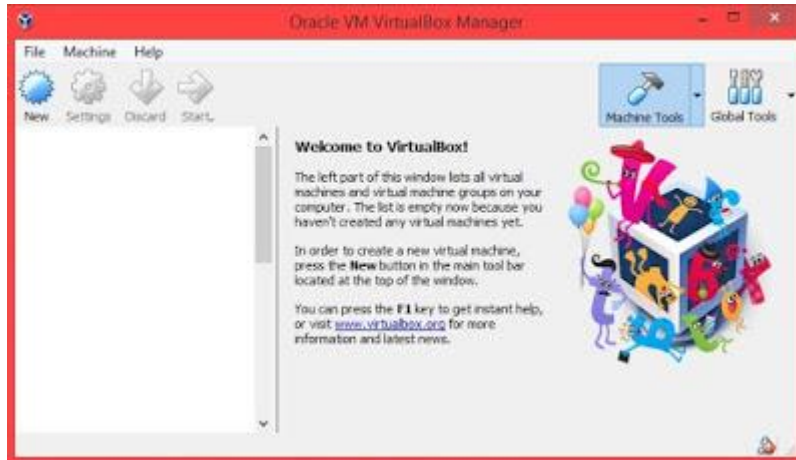 Oracle VM VirtualBox Manager
File Machine Help
New Settings Discard Start
Machine Tools Global Tools
Welcome to VirtualBox!
The left part of this window lists all virtual
machines and virtual machine groups on your
computer. The list is empty now because you
haven't created any virtual machines yet.
In order to create a new virtual machine,
press the New button in the main tool bar
located at the top of the window.
You can press the F1 key to get instant help,
or visit www.virtualbox.org for more
information and latest news.